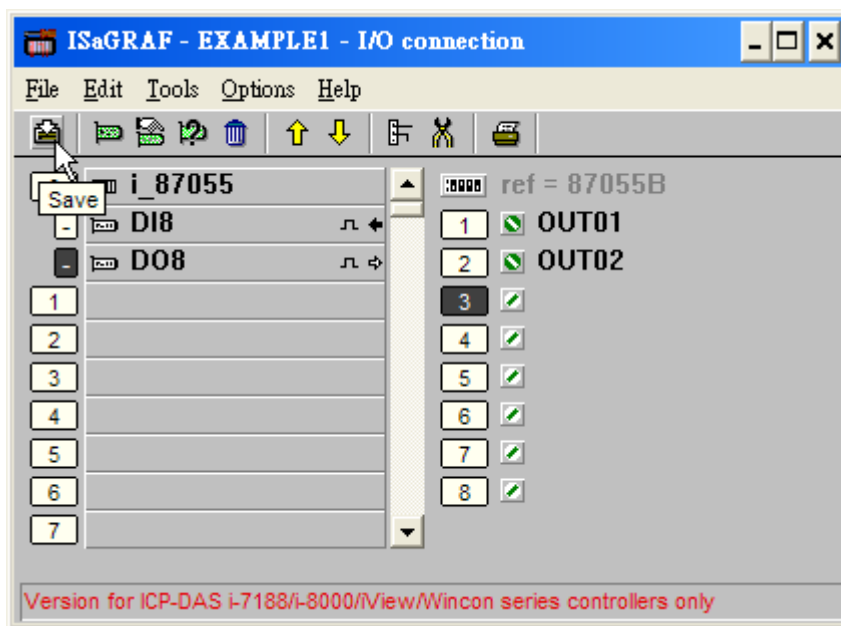 ISaGRAF - EXAMPLE1 - I/O connection
File Edit Tools Options Help
i_87055
Save
- DI8
- DO8
1
2
3
4
5
6
7
ref = 87055B
1 OUT01
2 OUT02
3
4
5
6
7
8
Version for ICP-DAS i-7188/i-8000/iView/Wincon series controllers only